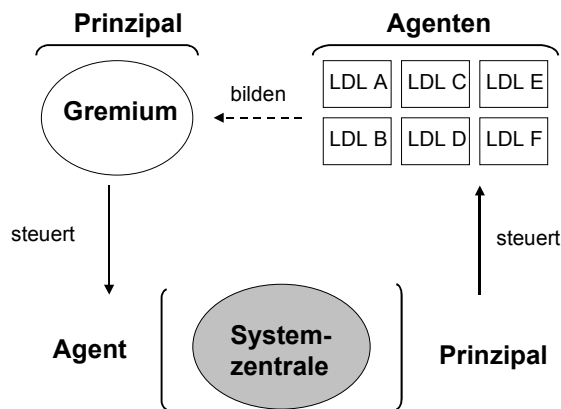 Prinzipal
Agenten
Gremium
bilden
LDL A
LDL C
LDL E
LDL B
LDL D
LDL F
steuert
steuert
Agent
System-
zentrale
Prinzipal